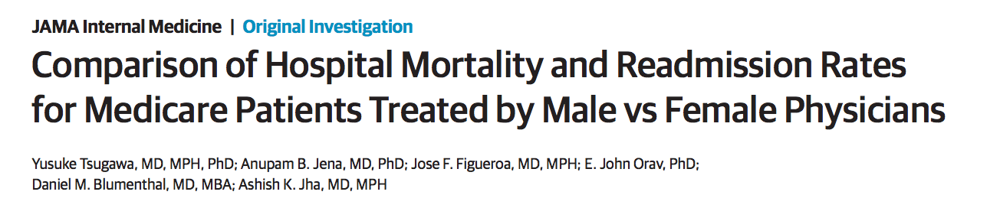 JAMA Internal Medicine | Original Investigation
Comparison of Hospital Mortality and Readmission Rates
for Medicare Patients Treated by Male vs Female Physicians
Yusuke Tsugawa, MD, MPH, PhD; Anupam B. Jena, MD, PhD; Jose F. Figueroa, MD, MPH; E. John Orav, PhD;
Daniel M. Blumenthal, MD, MBA; Ashish K. Jha, MD, MPH